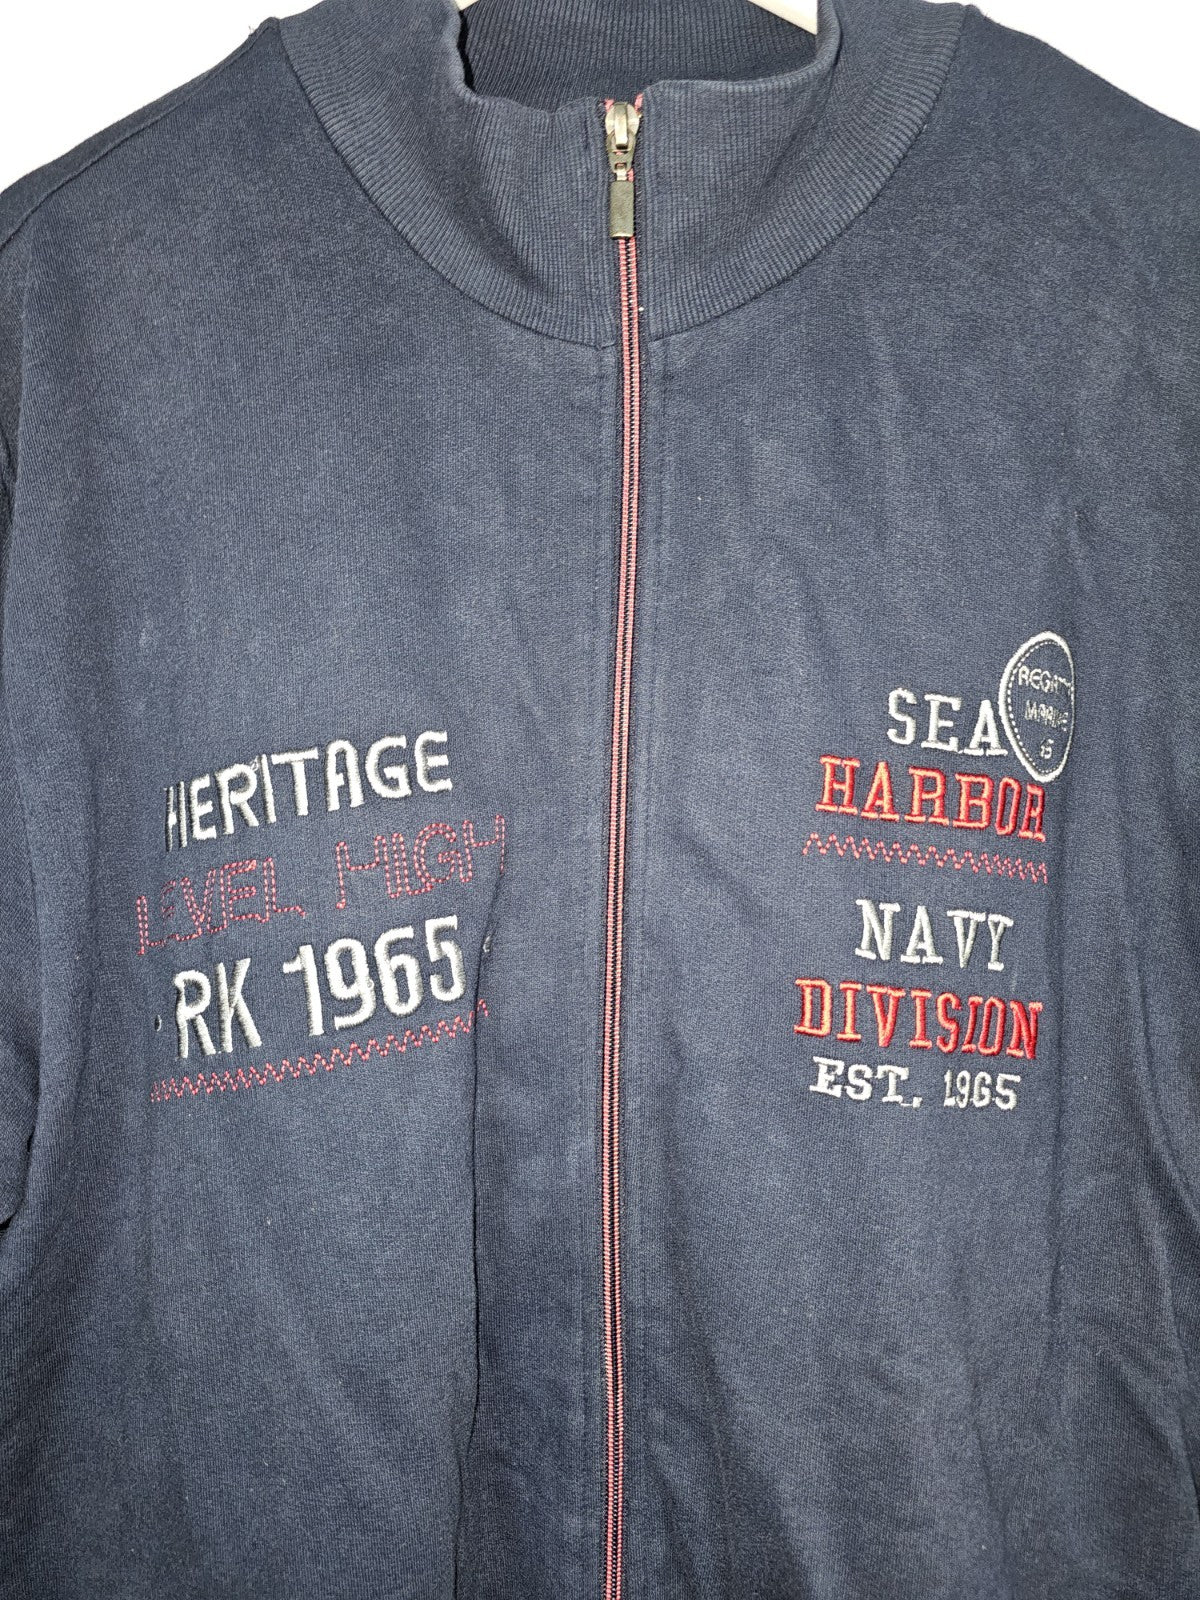 HERITAGE
LEVEL HIGH
RK 1965
SEA
HARBOR
NAVY
DIVISION
EST. 1965